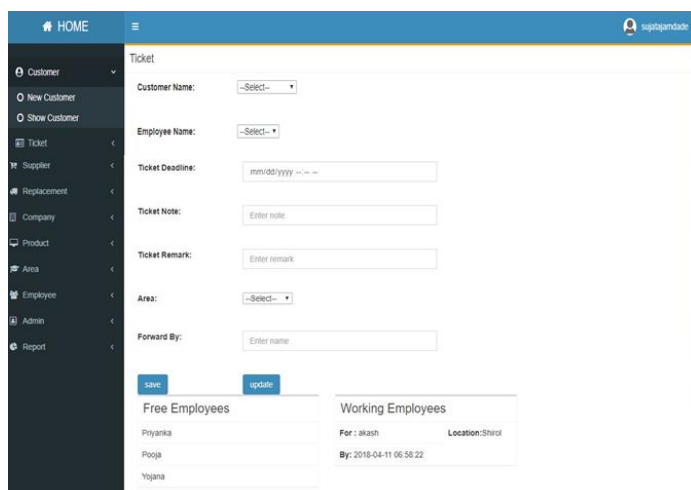 HOME
sujatajamdade
Customer
New Customer
Show Customer
Ticket
Supplier
Replacement
Company
Product
Area
Employee
Admin
Report
Ticket
Customer Name:
--Select--
Employee Name:
--Select--
Ticket Deadline:
mm/dd/yyyy --:-- --
Ticket Note:
Enter note
Ticket Remark:
Enter remark
Area:
--Select--
Forward By:
Enter name
save update
Free Employees
Priyanka
Pooja
Yojana
Working Employees
For : akash Location:Shirol
By: 2018-04-11 06:58:22